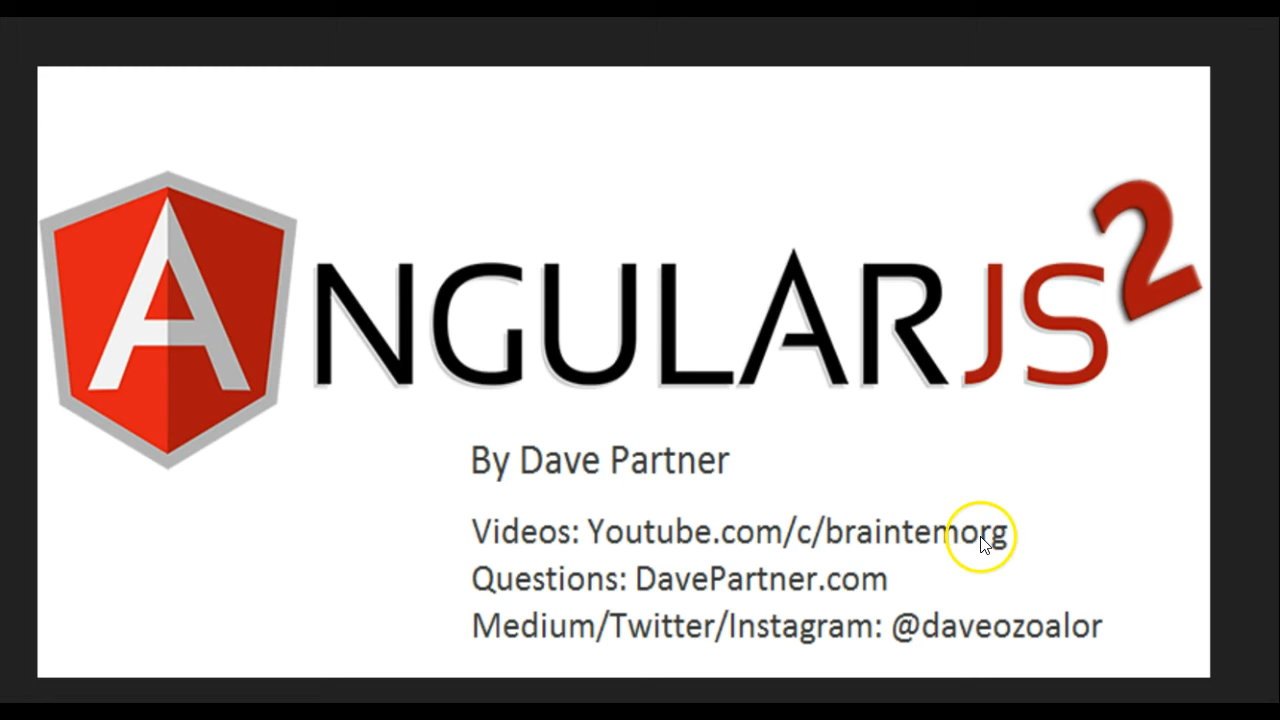 ANGULARJS2
By Dave Partner
Videos: Youtube.com/c/braintemorg
Questions: DavePartner.com
Medium/Twitter/Instagram: @daveozoalor